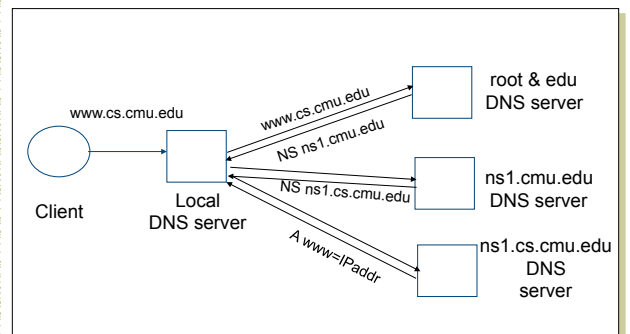 www.cs.cmu.edu
Client
Local
DNS server
www.cs.cmu.edu
NS ns1.cmu.edu
root & edu
DNS server
NS ns1.cs.cmu.edu
ns1.cmu.edu
DNS server
A www=IPaddr
ns1.cs.cmu.edu
DNS
server